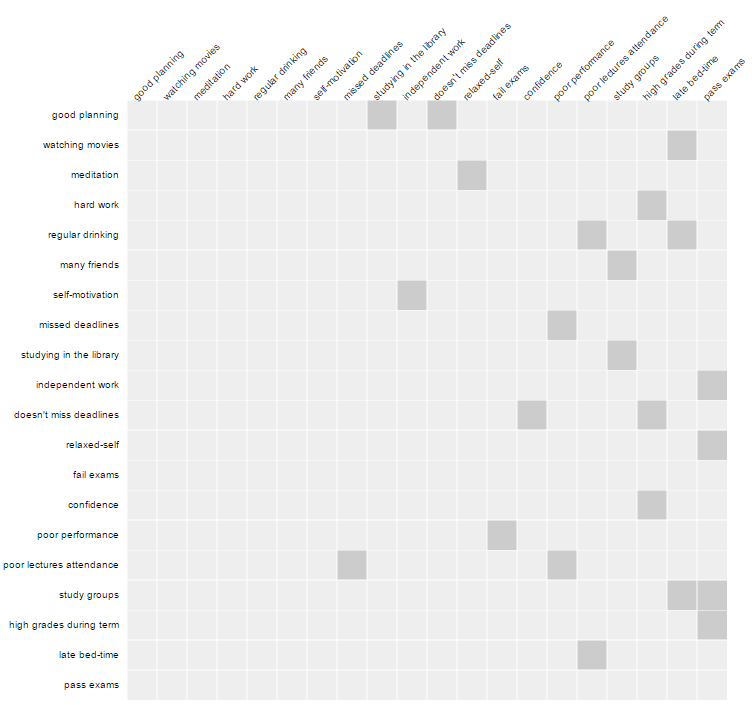 good planning
watching movies
meditation
hard work
regular drinking
many friends
self-motivation
missed deadlines
studying in the library
independent work
doesn't miss deadlines
relaxed-self
fail exams
confidence
poor performance
poor lectures attendance
study groups
high grades during term
late bed-time
pass exams
good planning
watching movies
meditation
hard work
regular drinking
many friends
self-motivation
missed deadlines
studying in the library
independent work
doesn't miss deadlines
relaxed-self
fail exams
confidence
poor performance
poor lectures attendance
study groups
high grades during term
late bed-time
pass exams